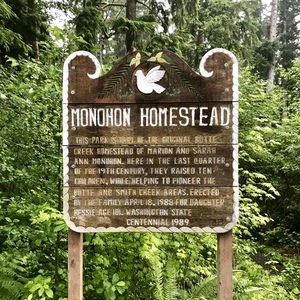 MONOHON HOMESTEAD
THIS PARK IS PART OF THE ORIGINAL BUTTE
CREEK HOMESTEAD OF MARION AND SARAH
ANN MONOHON. HERE IN THE LAST QUARTER
OF THE 19TH CENTURY, THEY RAISED TEN
CHILDREN, WHILE HELPING TO PIONEER THE
BUTTE AND SMITH CREEK AREAS. ERECTED
BY THE FAMILY APRIL 18, 1988 FOR DAUGHTER
BESSIE AGE 101. WASHINGTON STATE
CENTENNIAL 1989